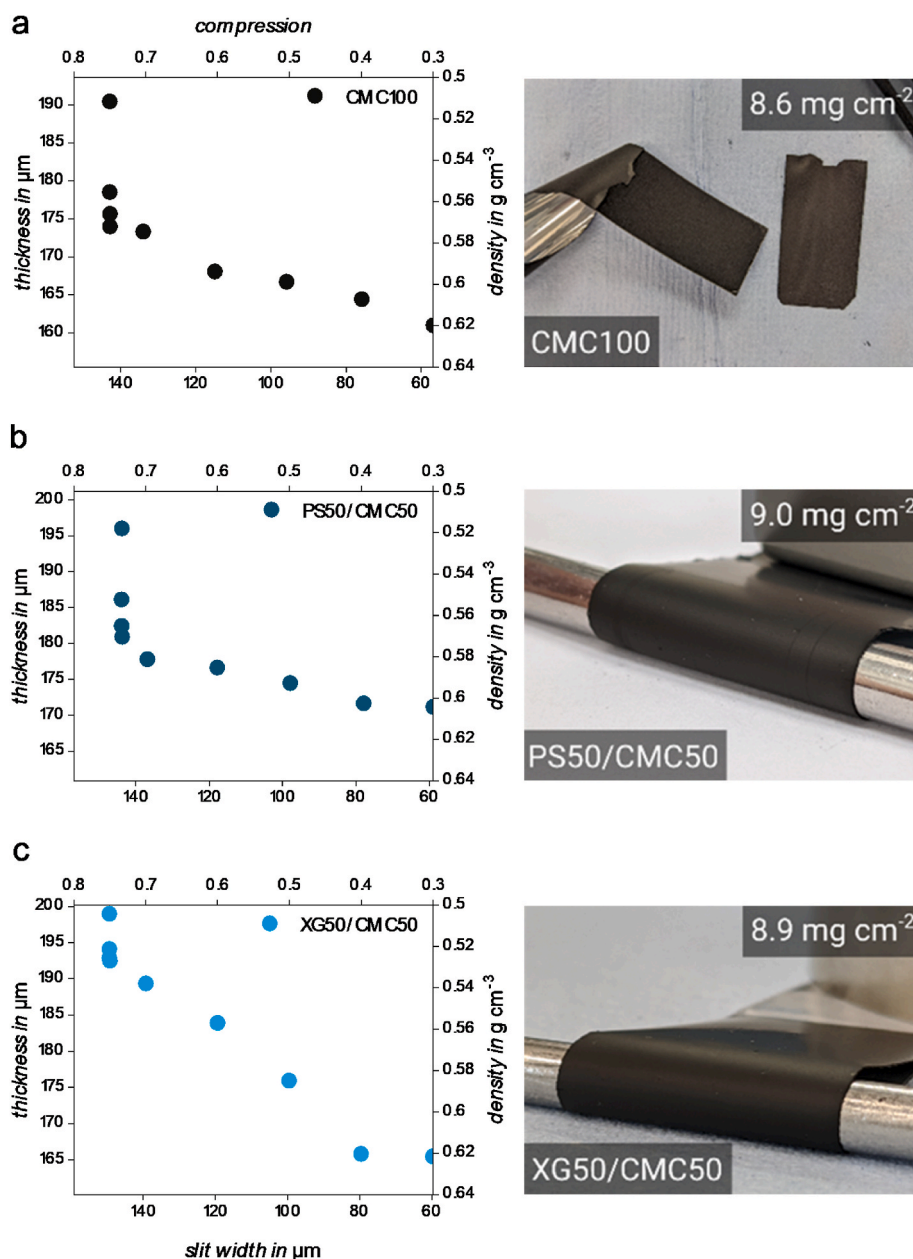 a
compression
0.8 0.7 0.6 0.5 0.4 0.3
CMC100
thickness in µm
190
185
180
175
170
165
160
density in g cm⁻³
0.5
0.52
0.54
0.56
0.58
0.6
0.62
0.64
140 120 100 80 60
8.6 mg cm⁻²
CMC100
b
0.8 0.7 0.6 0.5 0.4 0.3
PS50/CMC50
thickness in µm
200
195
190
185
180
175
170
165
density in g cm⁻³
0.5
0.52
0.54
0.56
0.58
0.6
0.62
0.64
140 120 100 80 60
9.0 mg cm⁻²
PS50/CMC50
c
0.8 0.7 0.6 0.5 0.4 0.3
XG50/CMC50
thickness in µm
200
195
190
185
180
175
170
165
density in g cm⁻³
0.5
0.52
0.54
0.56
0.58
0.6
0.62
0.64
140 120 100 80 60
slit width in µm
8.9 mg cm⁻²
XG50/CMC50